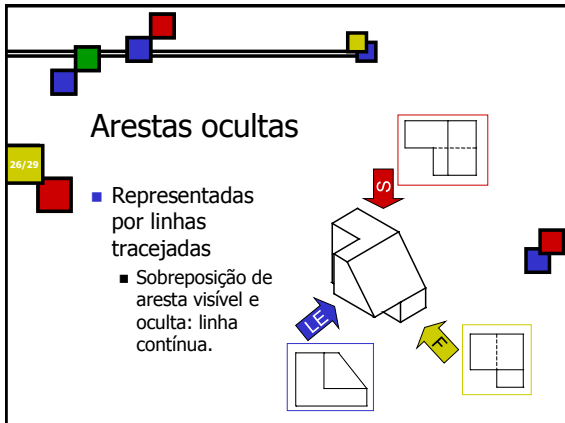 Arestas ocultas
26/29
Representadas
por linhas
tracejadas
Sobreposição de
aresta visível e
oculta: linha
contínua.
S
LE
F